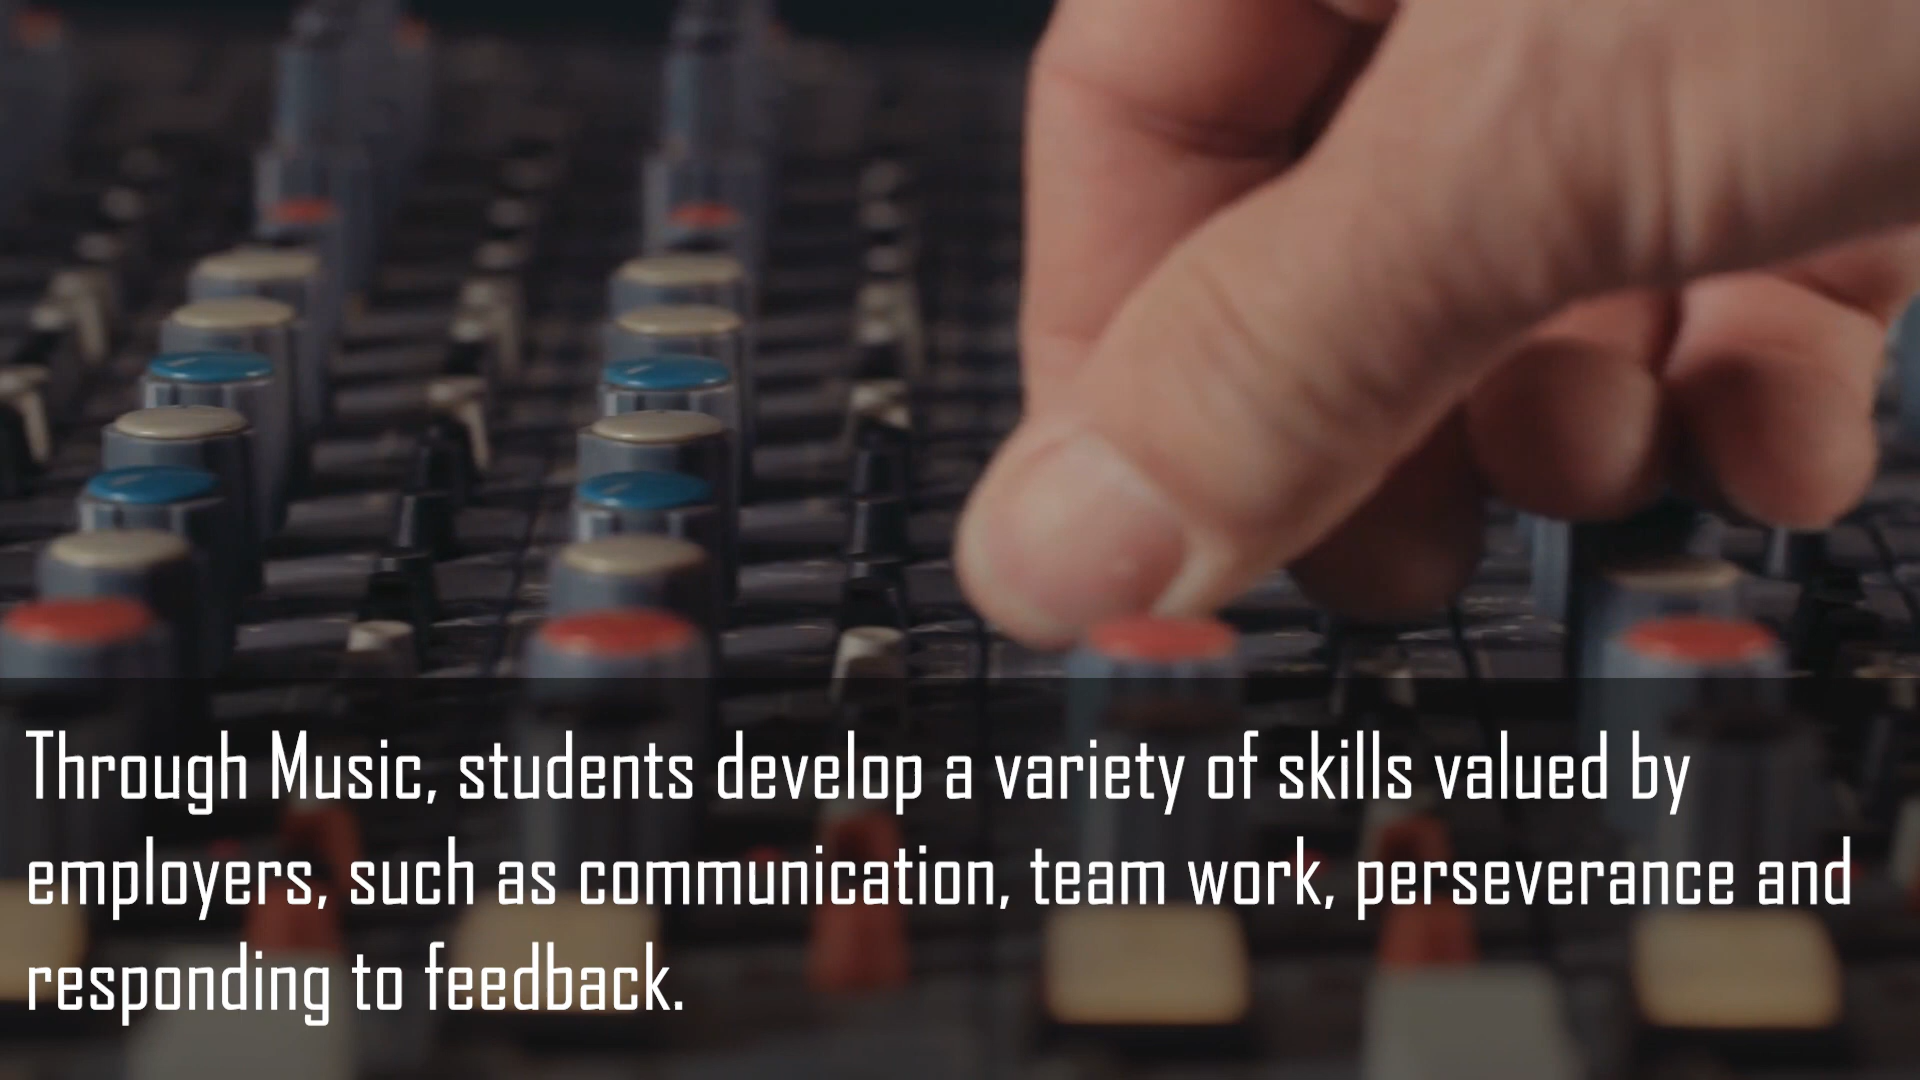 Through Music, students develop a variety of skills valued by
employers, such as communication, team work, perseverance and
responding to feedback.